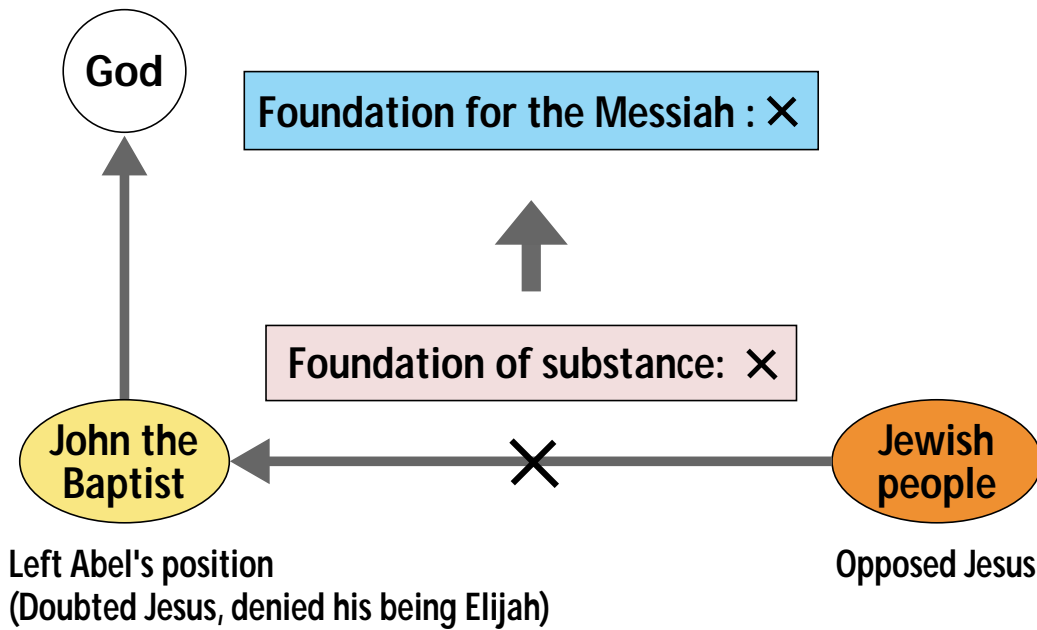 God
Foundation for the Messiah : ×
Foundation of substance: ×
John the
Baptist
Jewish
people
Left Abel's position
(Doubted Jesus, denied his being Elijah)
Opposed Jesus